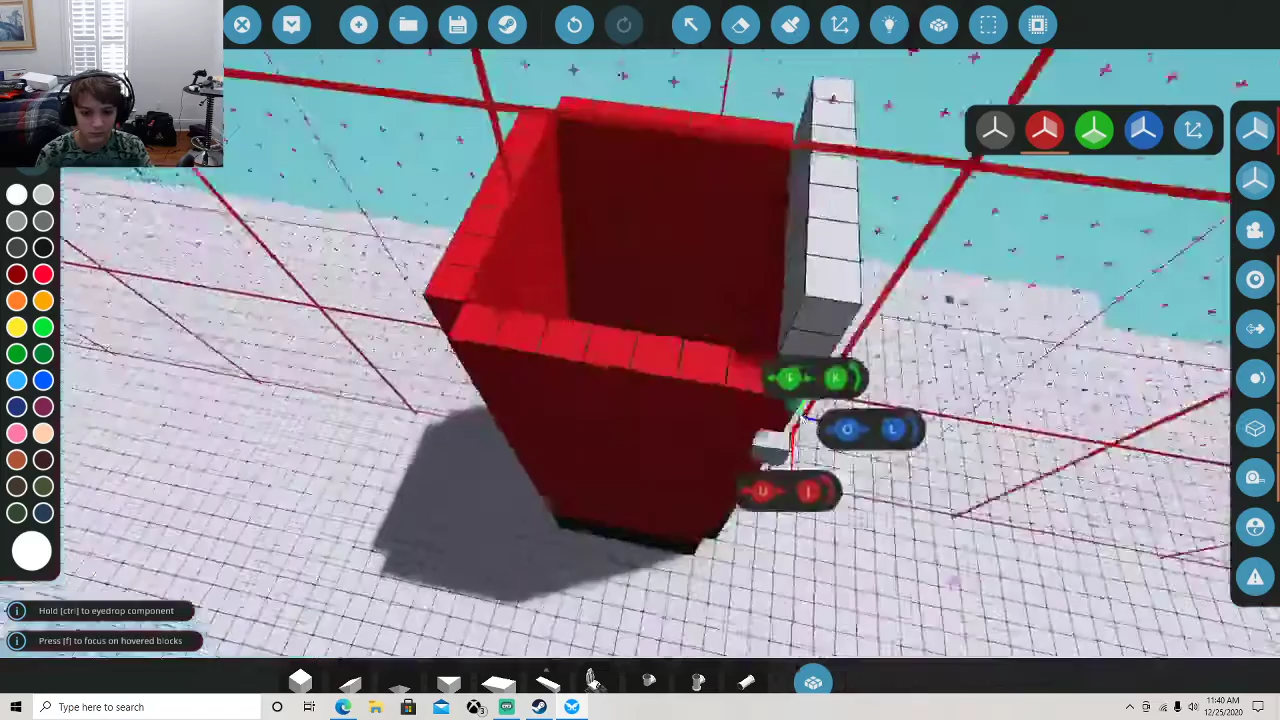 F K
O L
U J
Hold [ctrl] to eyedrop component
Press [f] to focus on hovered blocks
Type here to search
11:40 AM
12/25/2020